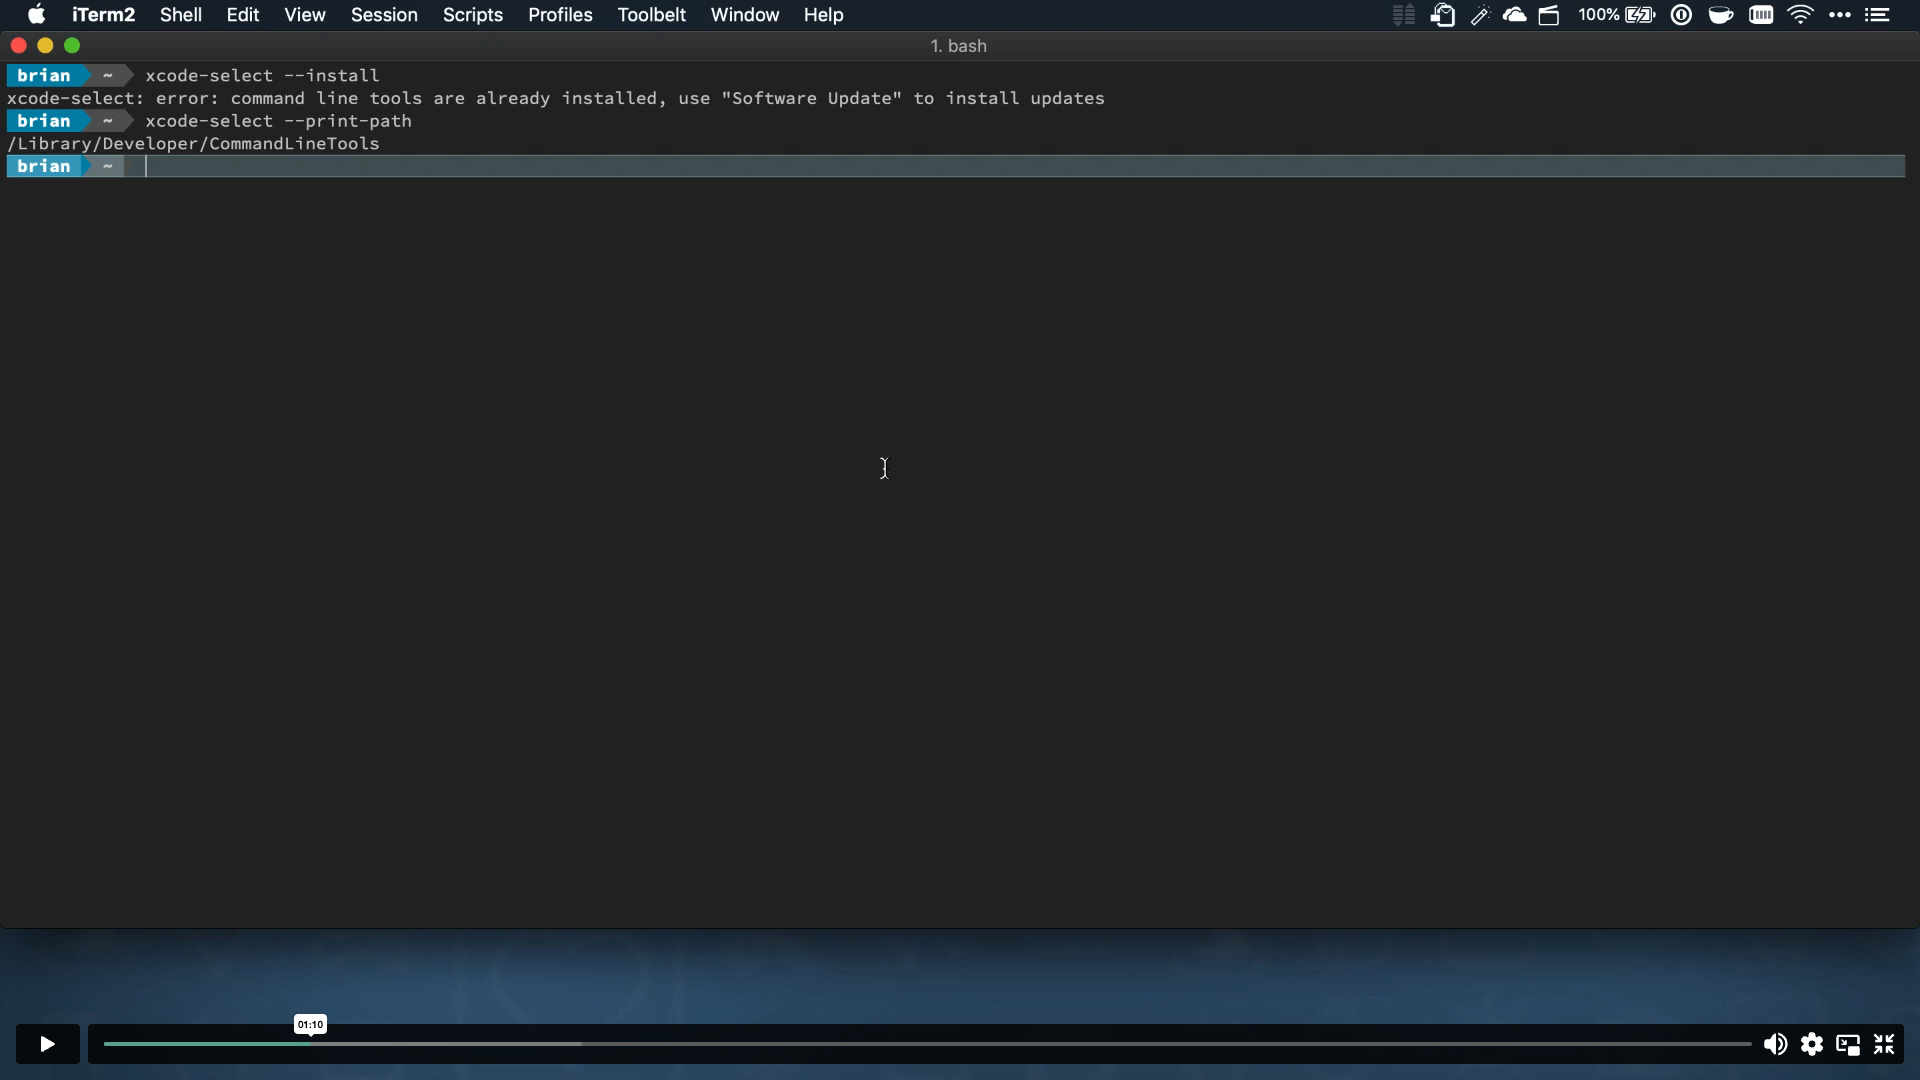 iTerm2 Shell Edit View Session Scripts Profiles Toolbelt Window Help 100%
1. bash
brian ~ xcode-select --install
xcode-select: error: command line tools are already installed, use "Software Update" to install updates
brian ~ xcode-select --print-path
/Library/Developer/CommandLineTools
brian ~
01:10